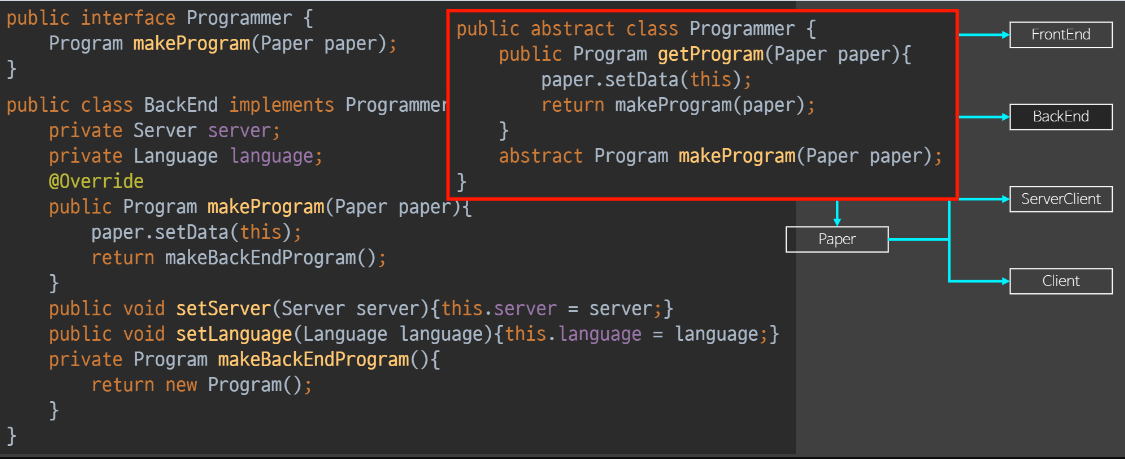 public interface Programmer {
    Program makeProgram(Paper paper);
}
public class BackEnd implements Programmer
    private Server server;
    private Language language;
    @Override
    public Program makeProgram(Paper paper){
        paper.setData(this);
        return makeBackEndProgram();
    }
    public void setServer(Server server){this.server = server;}
    public void setLanguage(Language language){this.language = language;}
    private Program makeBackEndProgram(){
        return new Program();
    }
}
public abstract class Programmer {
    public Program getProgram(Paper paper){
        paper.setData(this);
        return makeProgram(paper);
    }
    abstract Program makeProgram(Paper paper);
}
FrontEnd
BackEnd
ServerClient
Paper
Client